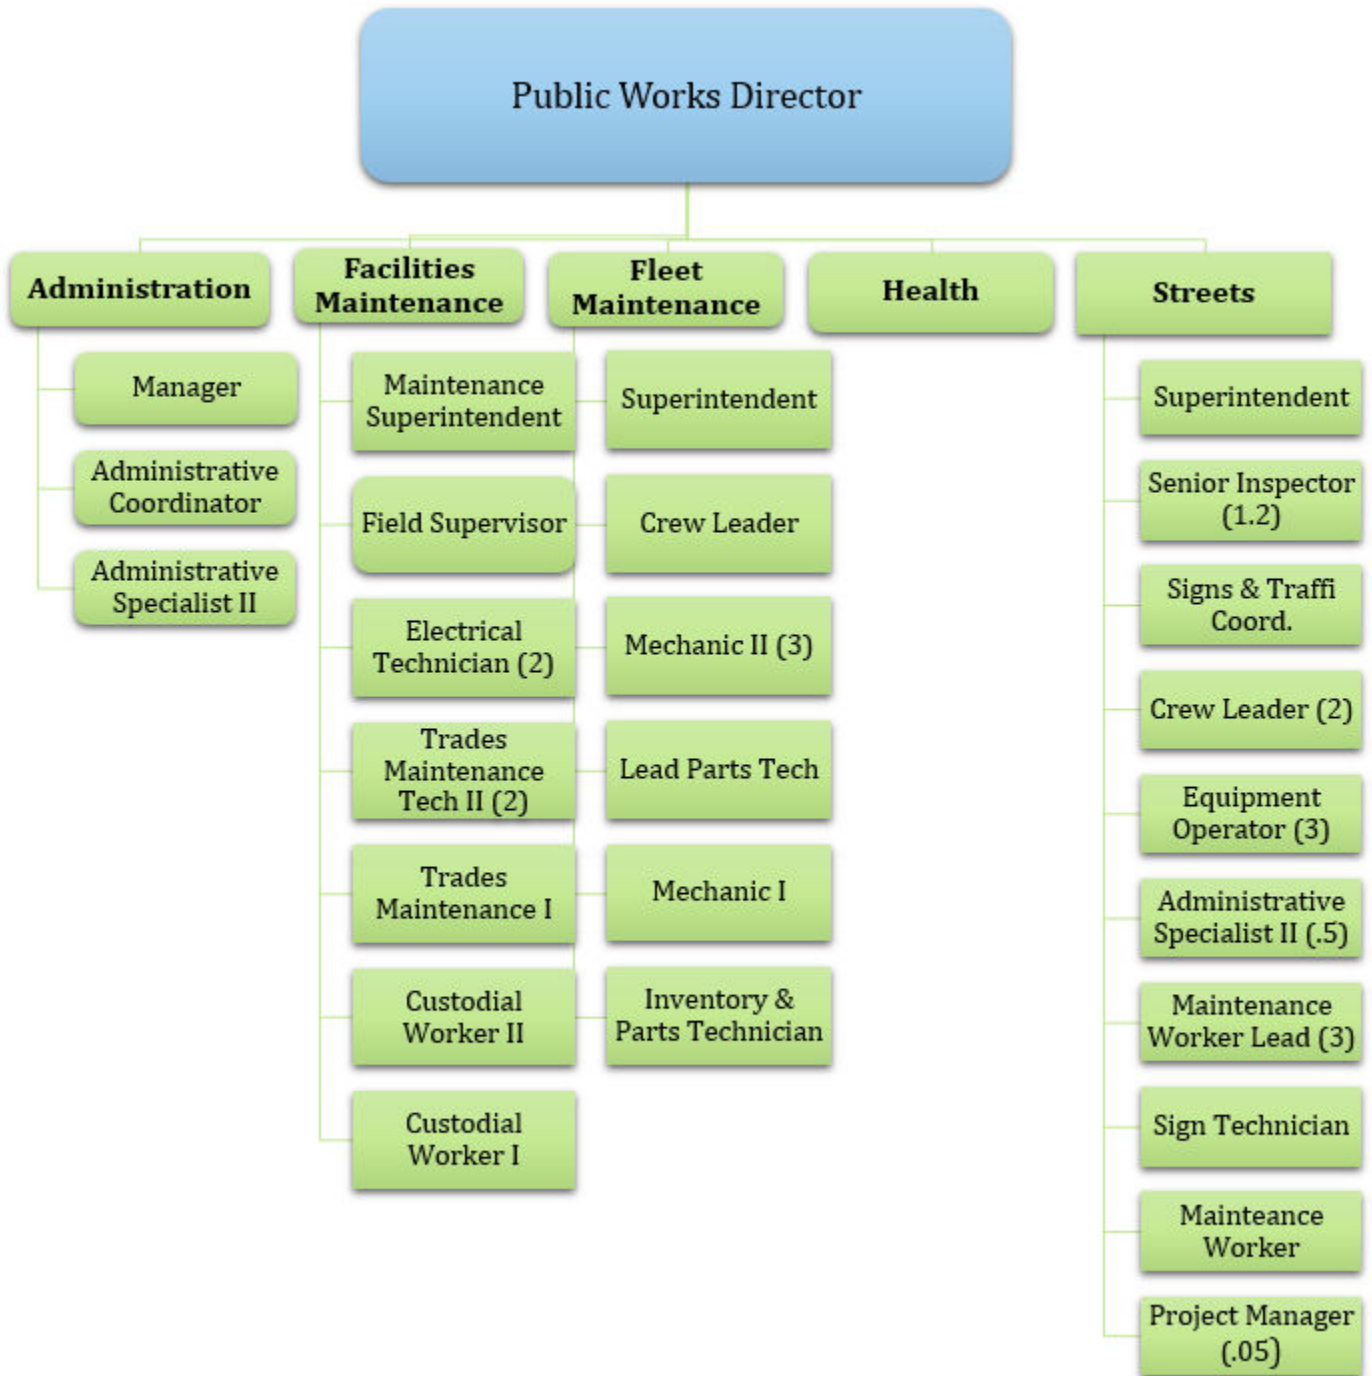 Public Works Director
Administration
Manager
Administrative
Coordinator
Administrative
Specialist II
Facilities
Maintenance
Maintenance
Superintendent
Field Supervisor
Electrical
Technician (2)
Trades
Maintenance
Tech II (2)
Trades
Maintenance I
Custodial
Worker II
Custodial
Worker I
Fleet
Maintenance
Superintendent
Crew Leader
Mechanic II (3)
Lead Parts Tech
Mechanic I
Inventory &
Parts Technician
Health
Streets
Superintendent
Senior Inspector
(1.2)
Signs & Traffi
Coord.
Crew Leader (2)
Equipment
Operator (3)
Administrative
Specialist II (.5)
Maintenance
Worker Lead (3)
Sign Technician
Mainteance
Worker
Project Manager
(.05)